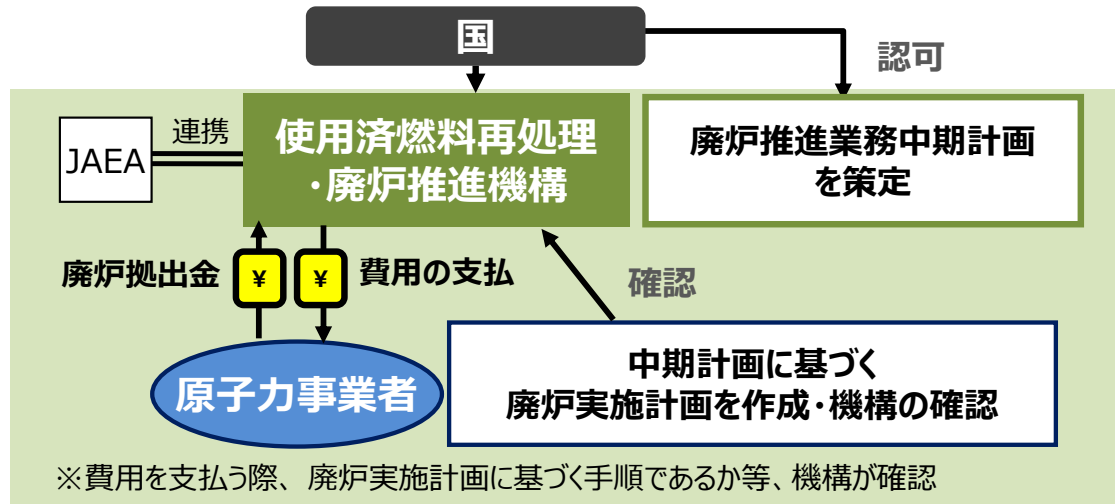 国
認可
JAEA
連携
使用済燃料再処理
・廃炉推進機構
廃炉推進業務中期計画
を策定
廃炉拠出金
¥
¥
費用の支払
確認
原子力事業者
中期計画に基づく
廃炉実施計画を作成・機構の確認
※費用を支払う際、廃炉実施計画に基づく手順であるか等、機構が確認